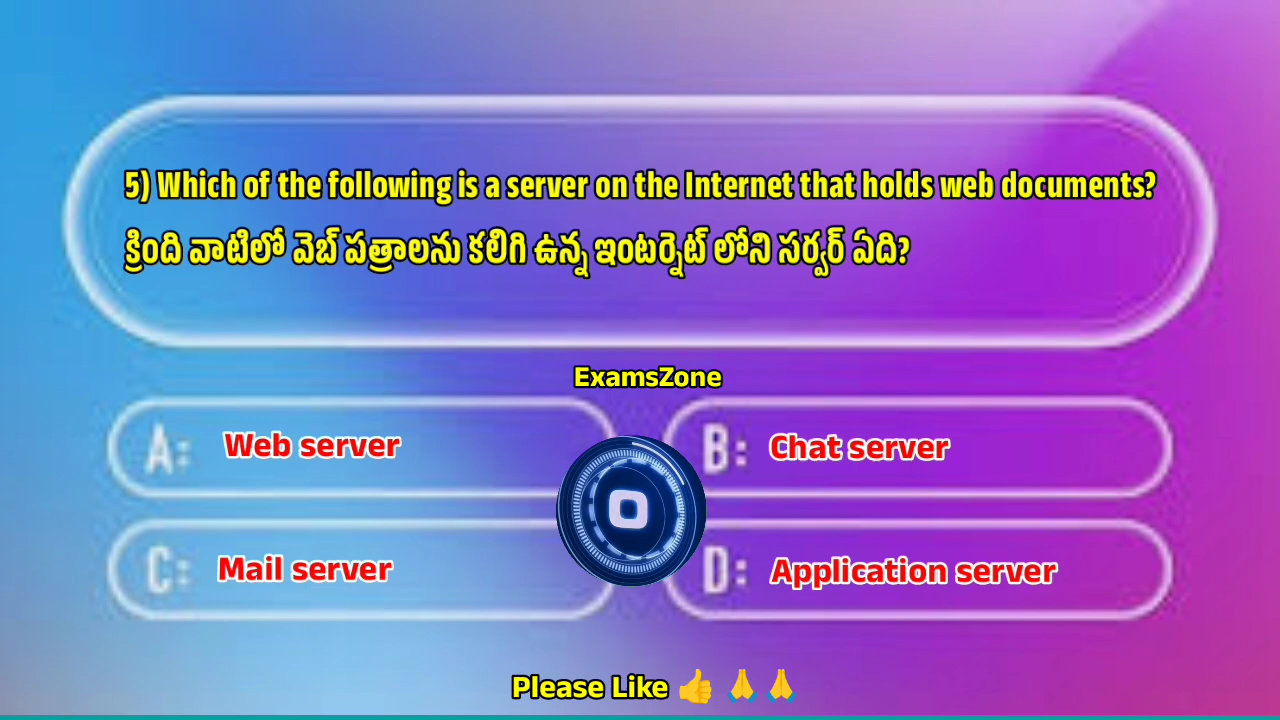 5) Which of the following is a server on the Internet that holds web documents?
క్రింది వాటిలో వెబ్ పత్రాలను కలిగి ఉన్న ఇంటర్నెట్ లోని సర్వర్ ఏది?
ExamsZone
A: Web server
B: Chat server
C: Mail server
D: Application server
0
Please Like 👍 🙏 🙏